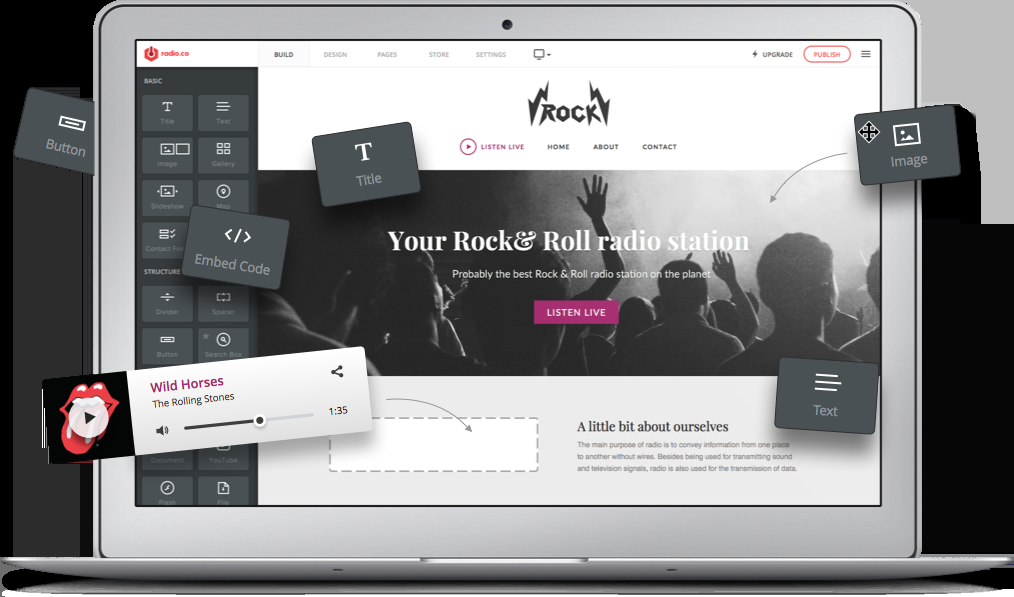 radio.co
BUILD
DESIGN
PAGES
STORE
SETTINGS
UPGRADE
PUBLISH
BASIC
Title
Text
Image
Gallery
Slideshow
Map
Contact For
STRUCTURE
Divider
Spacer
Button
Search Box
Document
YouTube
Flash
File
Button
Title
Embed Code
Image
Text
ROCK
LISTEN LIVE
HOME
ABOUT
CONTACT
Your Rock& Roll radio station
Probably the best Rock & Roll radio station on the planet
LISTEN LIVE
Wild Horses
The Rolling Stones
1:35
A little bit about ourselves
The main purpose of radio is to convey information from one place
to another without wires. Besides being used for transmitting sound
and television signals, radio is also used for the transmission of data.